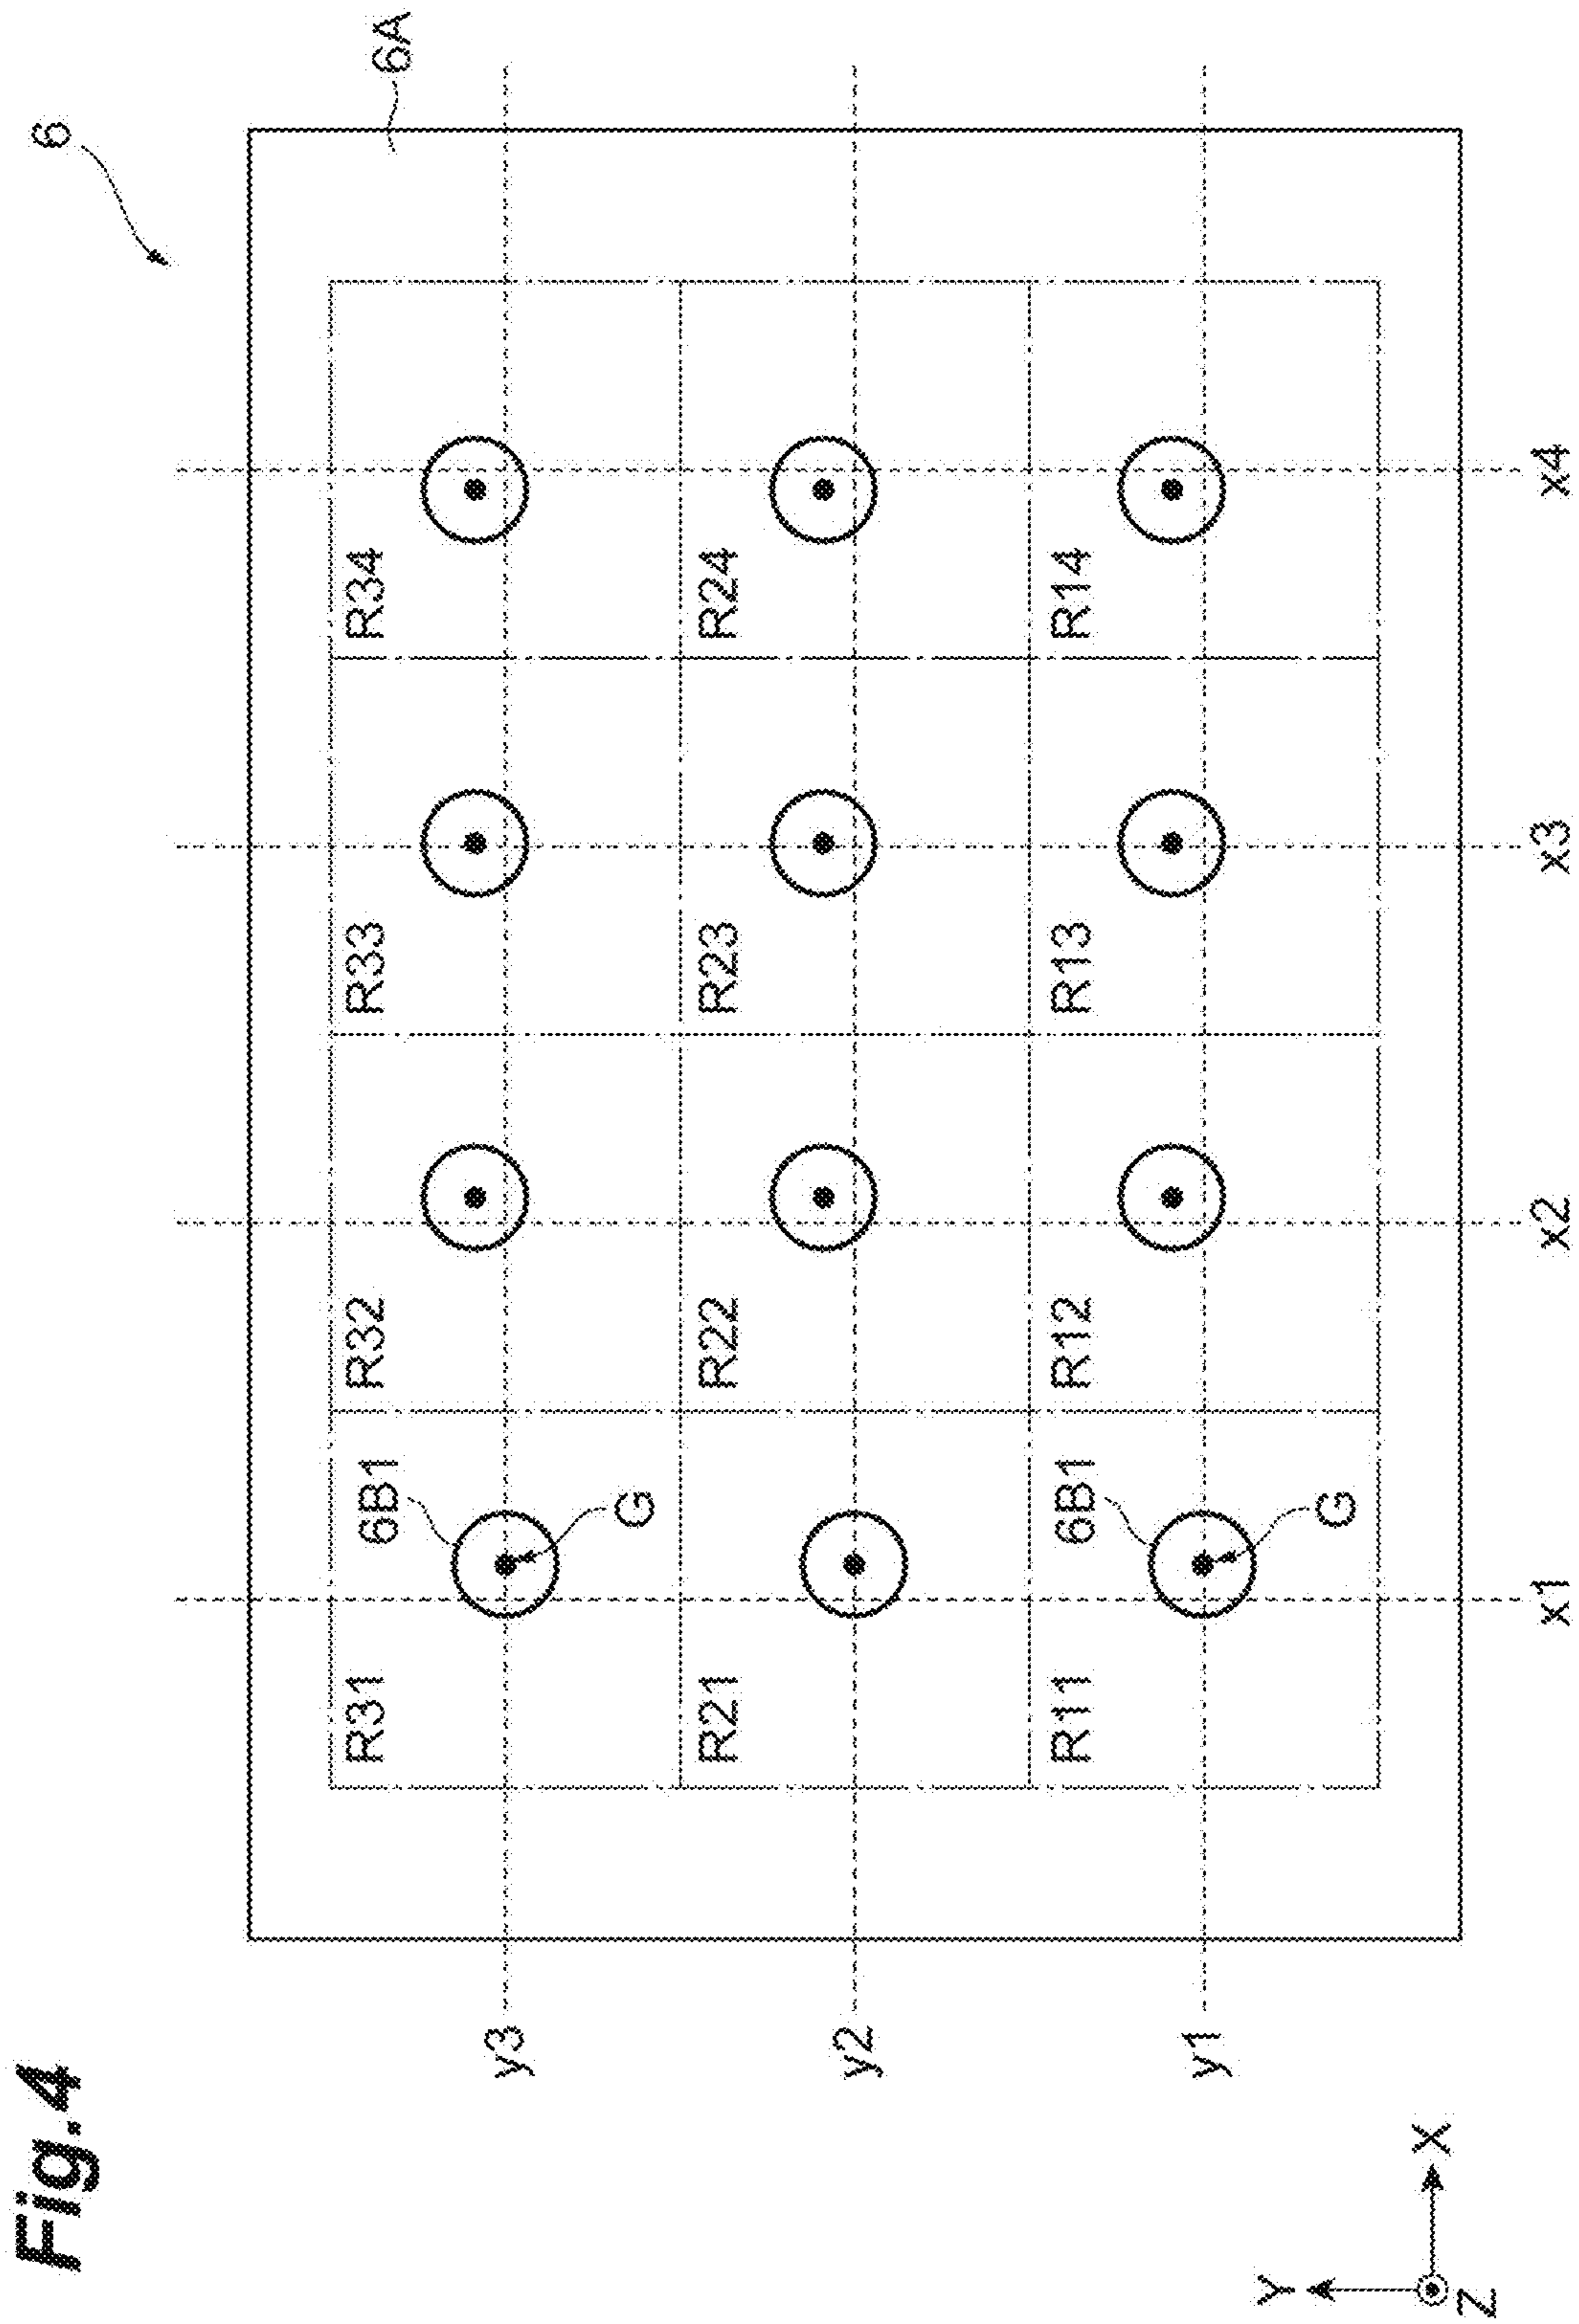 Fig.4
6
6A
R31
R32
R33
R34
6B1
y3
G
R21
R22
R23
R24
y2
R11
R12
R13
R14
6B1
y1
G
x1
x2
x3
x4
Y
X
Z